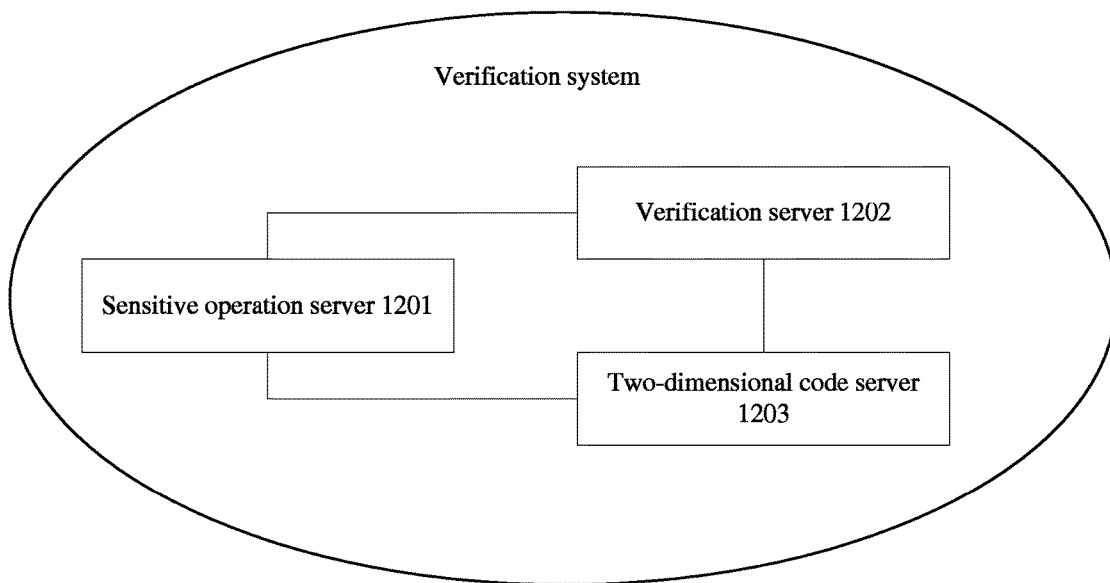 Verification system
Verification server 1202
Sensitive operation server 1201
Two-dimensional code server
1203